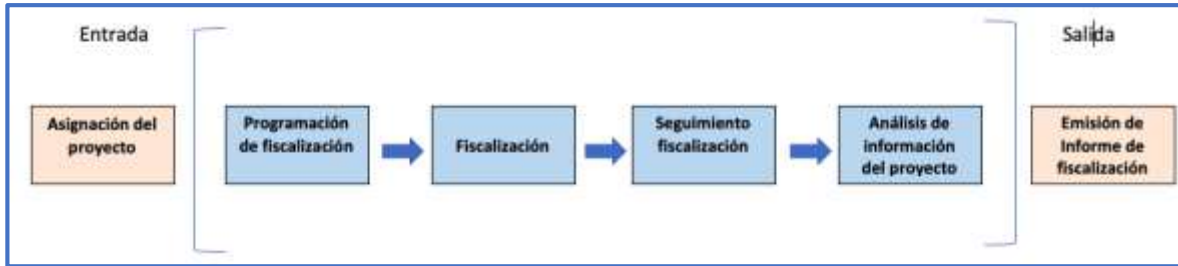 Entrada
Salida
Asignación del
proyecto
Programación
de fiscalización
Fiscalización
Seguimiento
fiscalización
Análisis de
información
del proyecto
Emisión de
Informe de
fiscalización